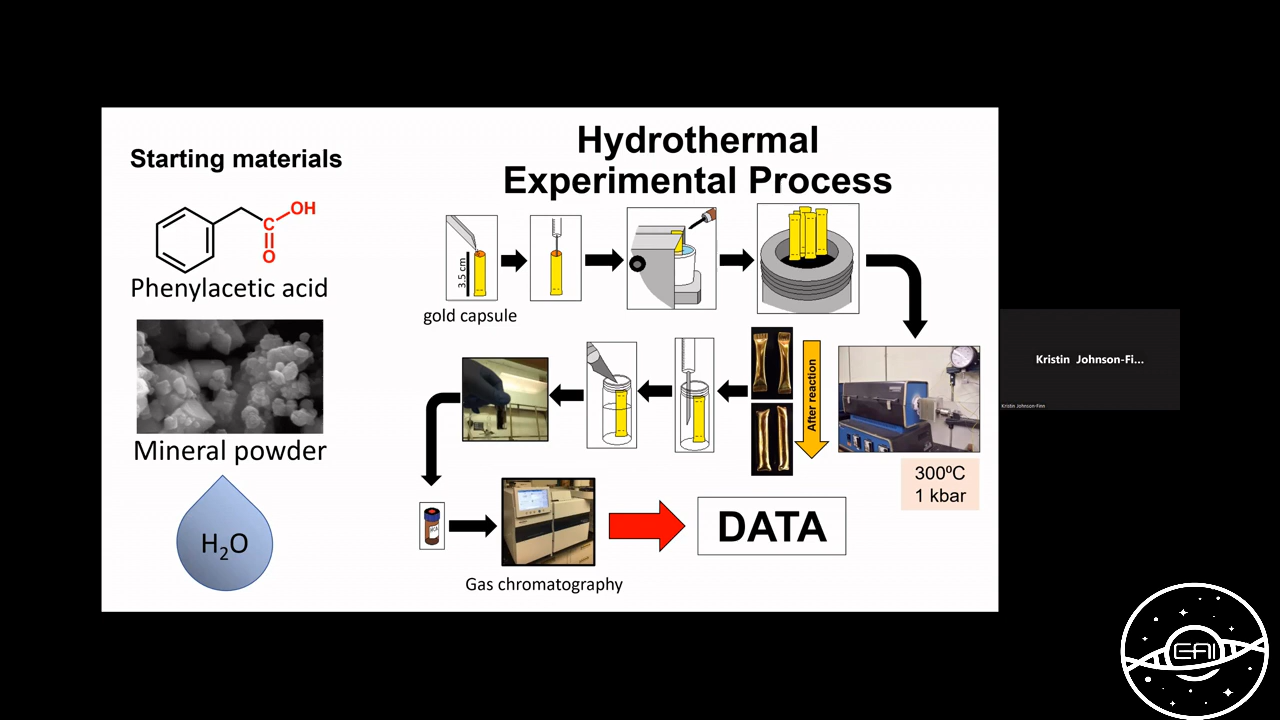 Hydrothermal
Experimental Process
Starting materials
OH
C
O
Phenylacetic acid
Mineral powder
H₂O
3.5 cm
gold capsule
After reaction
300ºC
1 kbar
Gas chromatography
DATA
Kristin Johnson-Fi...
Kristin Johnson-Finn
EAI